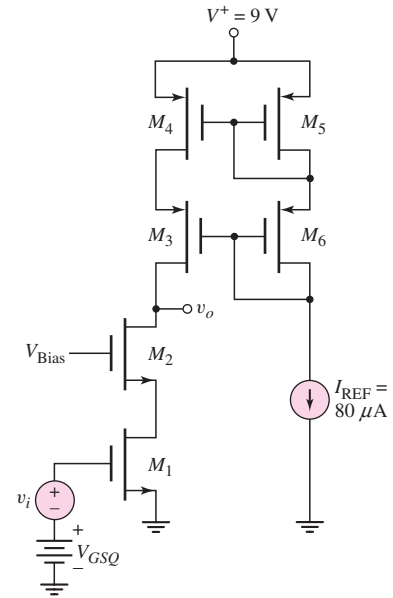 V⁺ = 9 V
M₄
M₅
M₃
M₆
vₒ
V_Bias
M₂
I_REF =
80 μA
M₁
vᵢ
+
−
+
V_GSQ
−